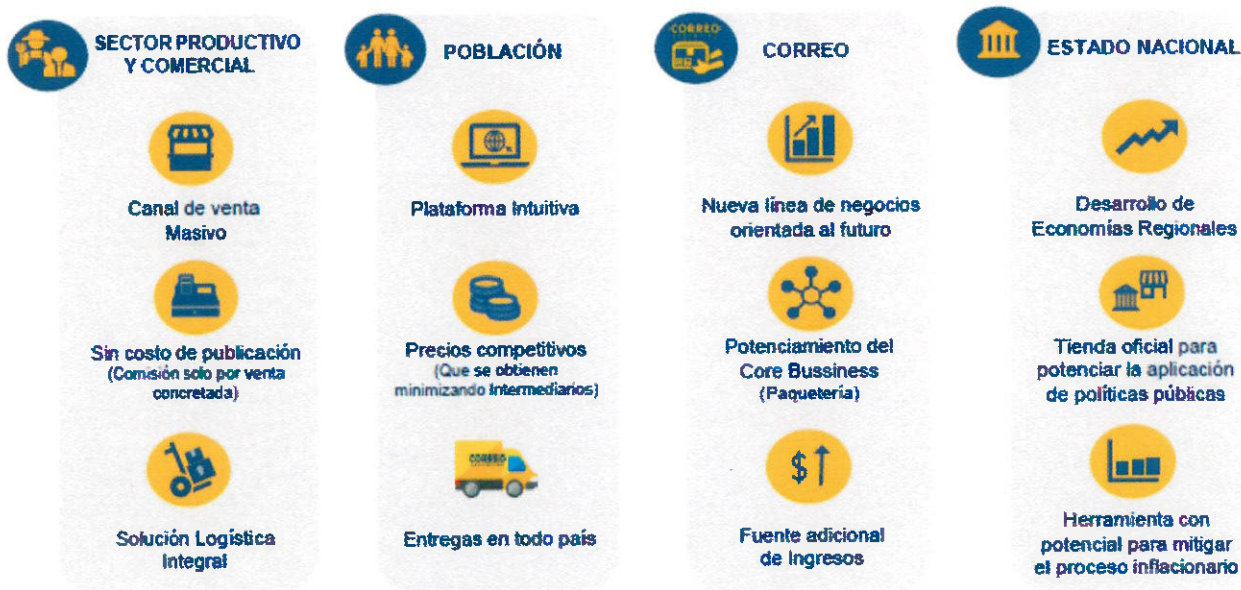 SECTOR PRODUCTIVO
Y COMERCIAL
Canal de venta
Masivo
Sin costo de publicación
(Comisión solo por venta
concretada)
Solución Logística
Integral
POBLACIÓN
Plataforma Intuitiva
Precios competitivos
(Que se obtienen
minimizando Intermediarios)
CORREO
Entregas en todo país
CORREO
CORREO
Nueva línea de negocios
orientada al futuro
Potenciamiento del
Core Bussiness
(Paquetería)
$
Fuente adicional
de Ingresos
ESTADO NACIONAL
Desarrollo de
Economías Regionales
Tienda oficial para
potenciar la aplicación
de políticas públicas
Herramienta con
potencial para mitigar
el proceso inflacionario